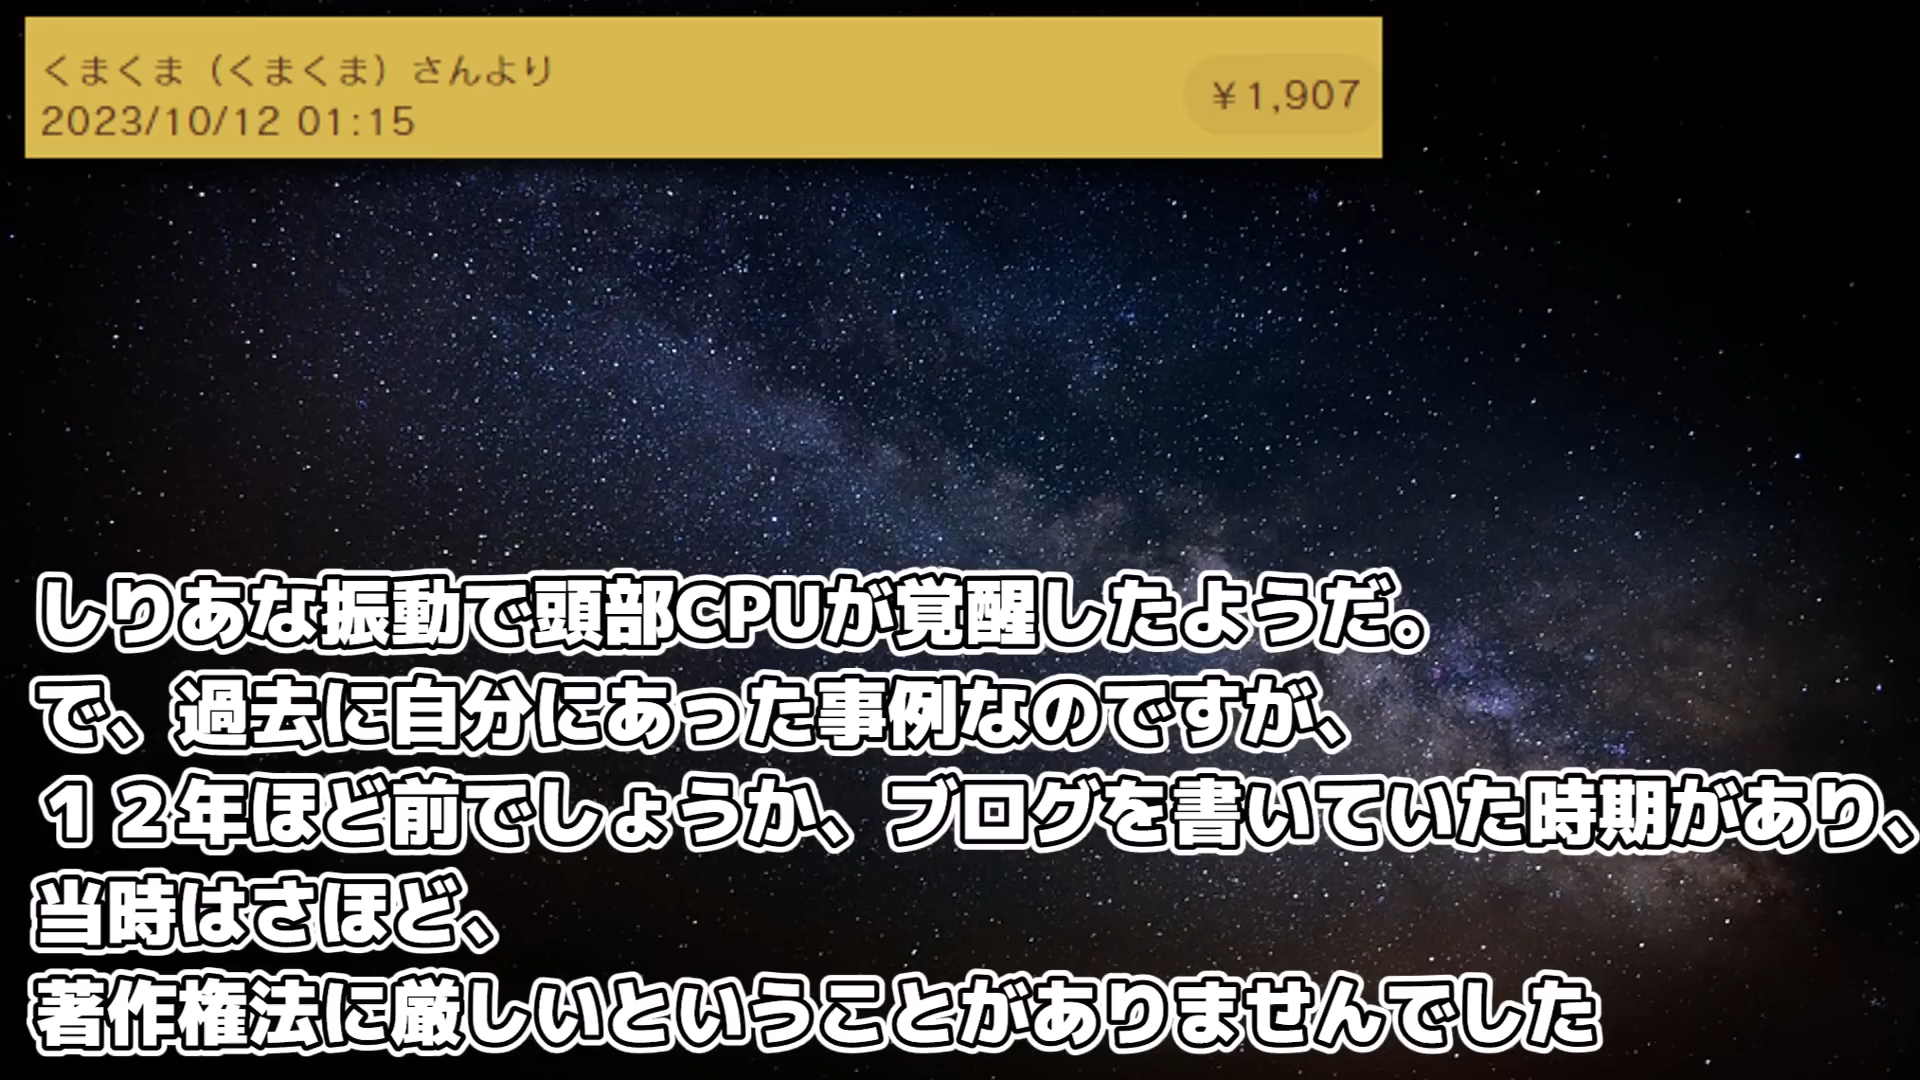 くまくま（くまくま）さんより
2023/10/12 01:15
￥1,907
しりあな振動で頭部CPUが覚醒したようだ。
で、過去に自分にあった事例なのですが、
１２年ほど前でしょうか、ブログを書いていた時期があり、
当時はさほど、
著作権法に厳しいということがありませんでした